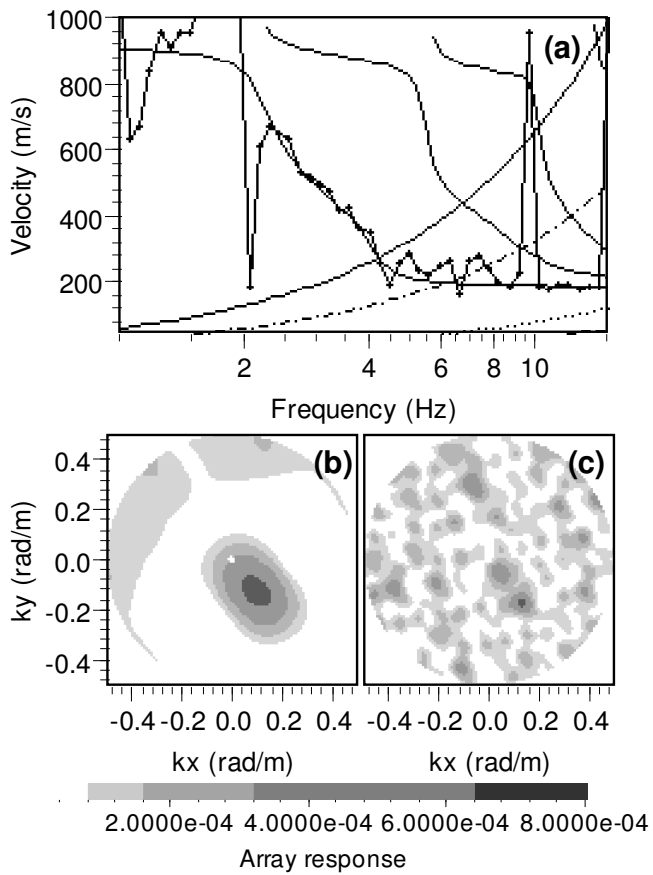 (a)
1000
800
600
400
200
Velocity (m/s)
2 4 6 8 10
Frequency (Hz)
(b) (c)
0.4
0.2
0.0
-0.2
-0.4
ky (rad/m)
-0.4 -0.2 0.0 0.2 0.4 -0.4 -0.2 0.0 0.2 0.4
kx (rad/m) kx (rad/m)
2.0000e-04 4.0000e-04 6.0000e-04 8.0000e-04
Array response